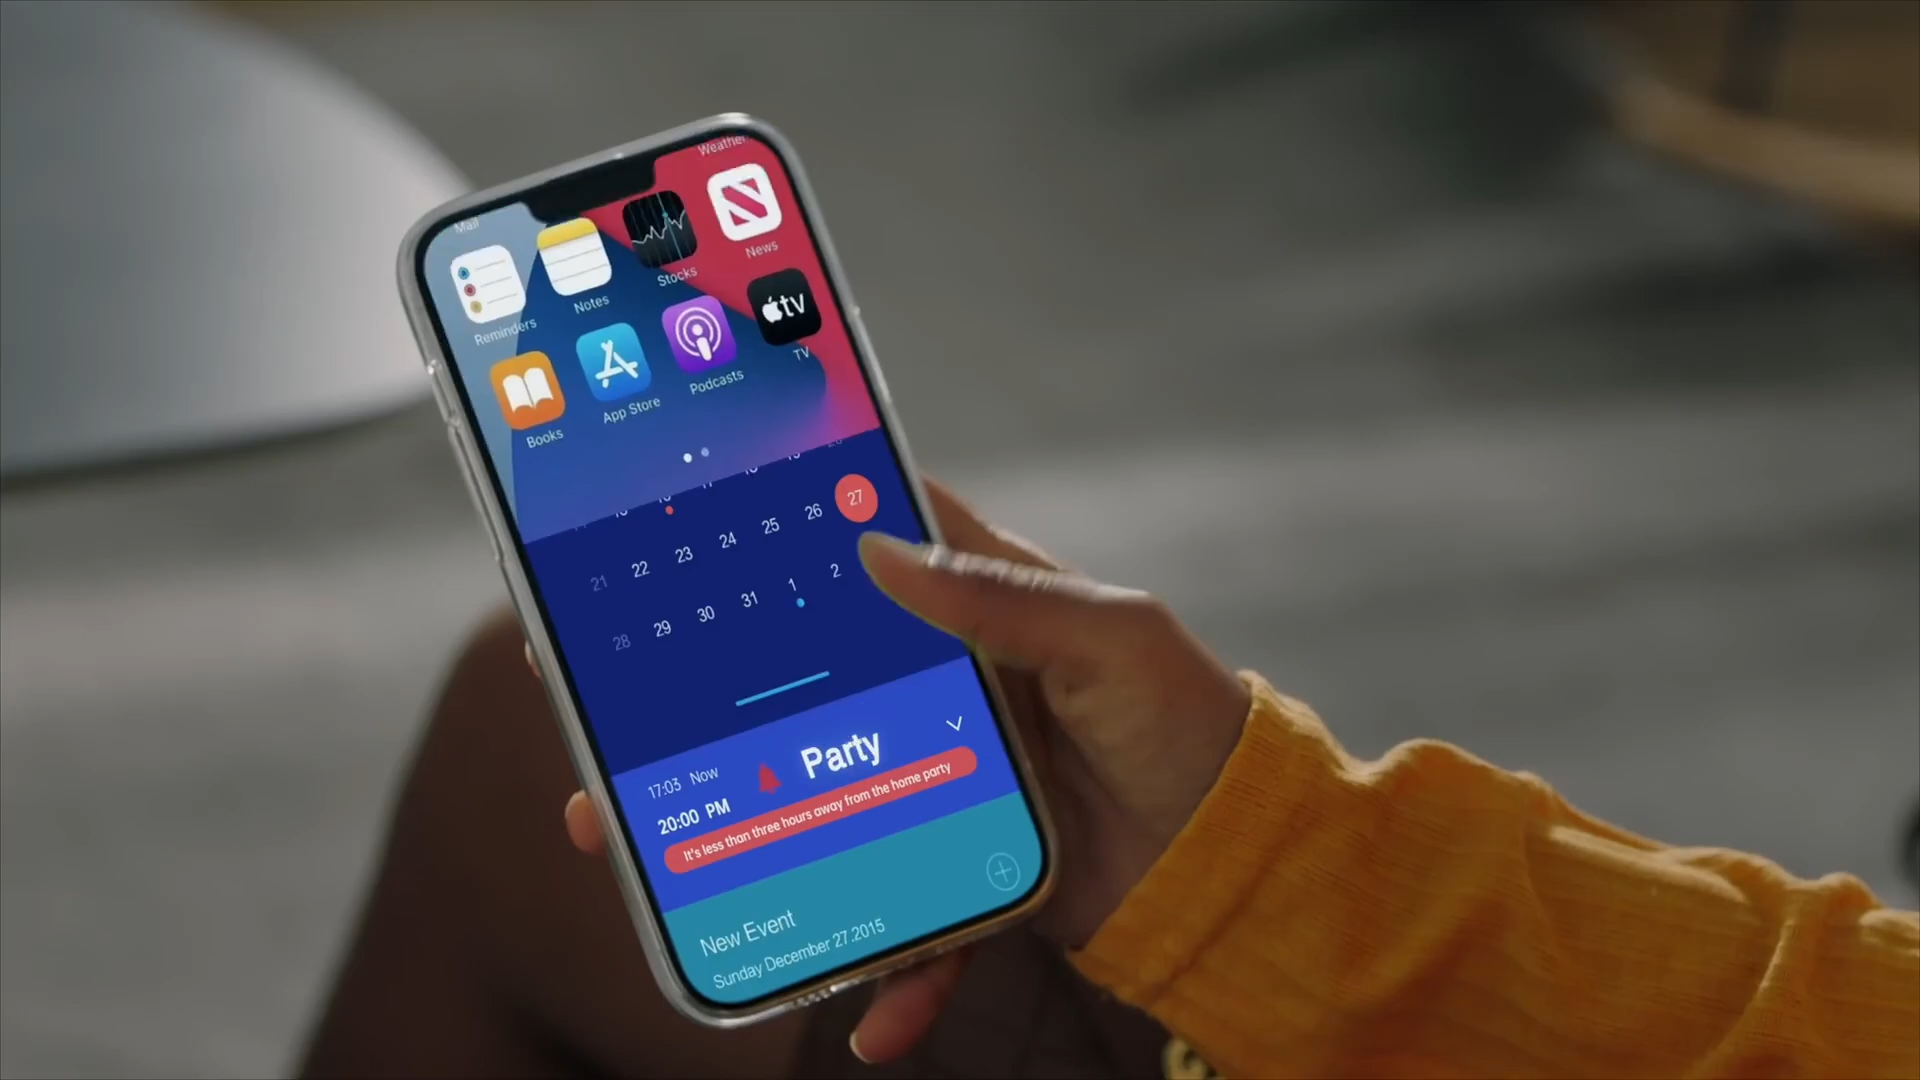 Mail
Weather
Reminders
Notes
Stocks
News
tv
Books
App Store
Podcasts
TV
21 22 23 24 25 26 27
28 29 30 31 1 2
17:03 Now
Party
20:00 PM
It's less than three hours away from the home party
New Event
Sunday December 27.2015